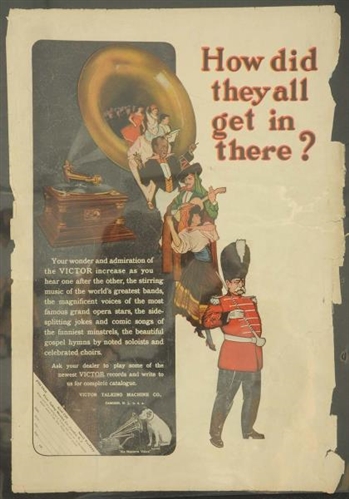 How did
they all
get in
there?
Your wonder and admiration of
the VICTOR increase as you
hear one after the other, the stirring
music of the world's greatest bands,
the magnificent voices of the most
famous grand opera stars, the side-
splitting jokes and comic songs of
the funniest minstrels, the beautiful
gospel hymns by noted soloists and
celebrated choirs.
Ask your dealer to play some of the
newest VICTOR records and write to
us for complete catalogue.
VICTOR TALKING MACHINE CO.,
CAMDEN, N. J., U. S. A.
His Master's Voice